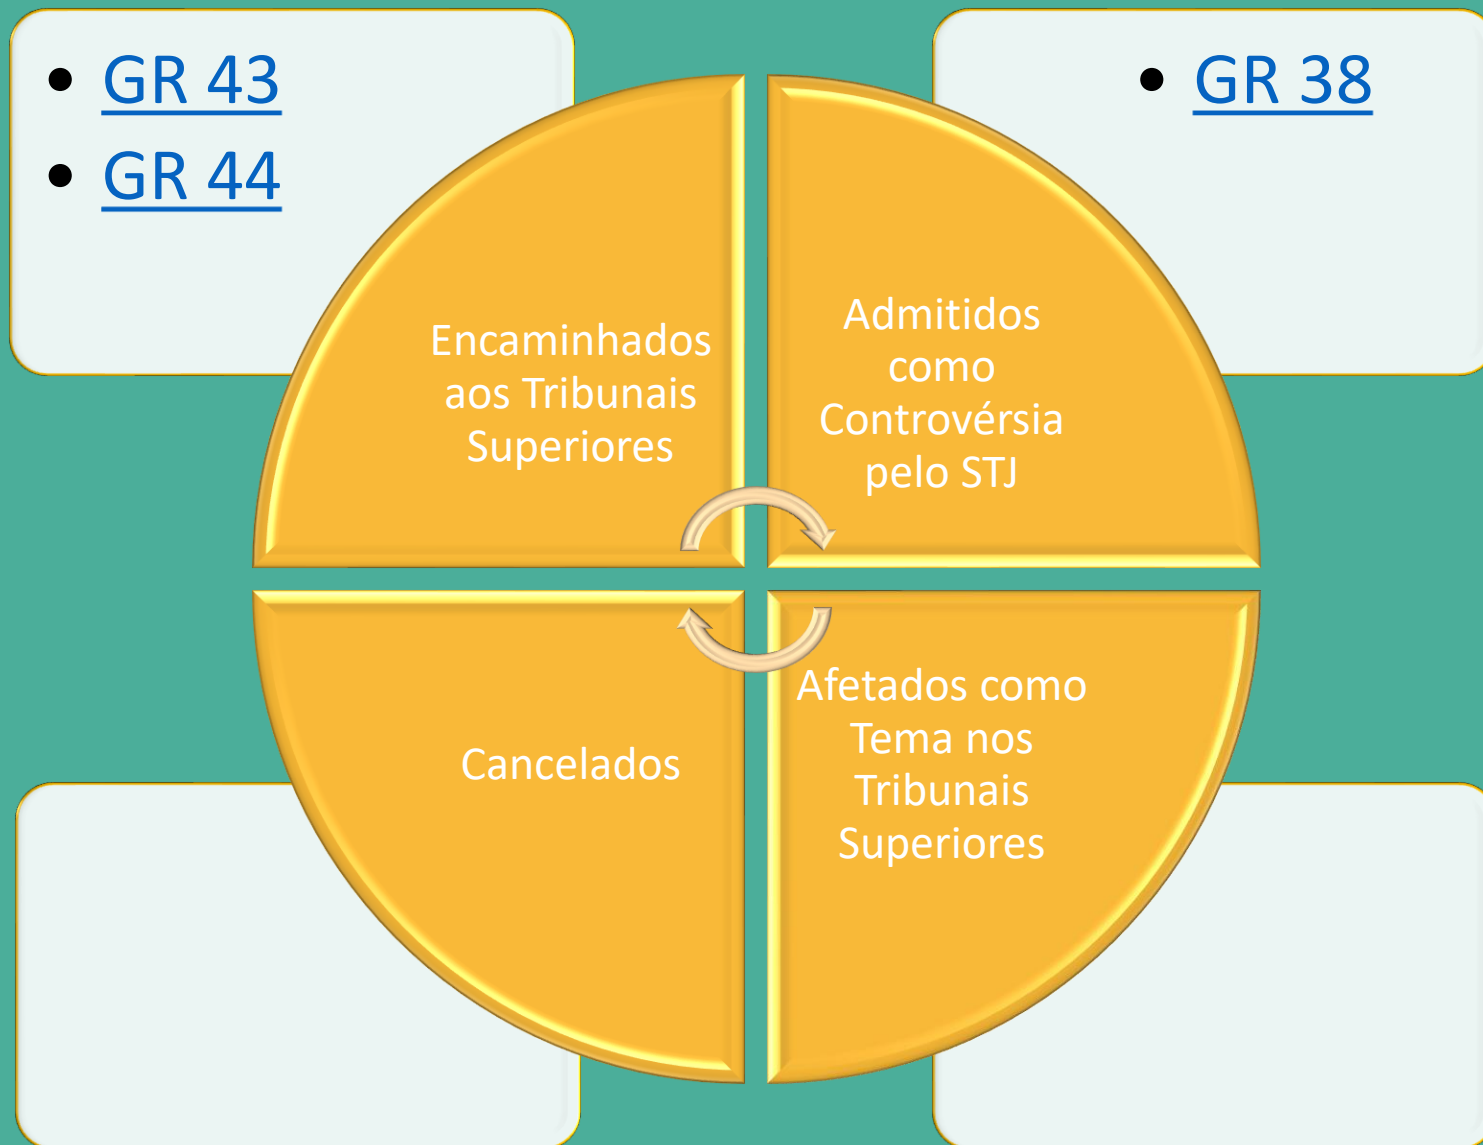 • GR 43
• GR 44
• GR 38
Encaminhados
aos Tribunais
Superiores
Admitidos
como
Controvérsia
pelo STJ
Cancelados
Afetados como
Tema nos
Tribunais
Superiores